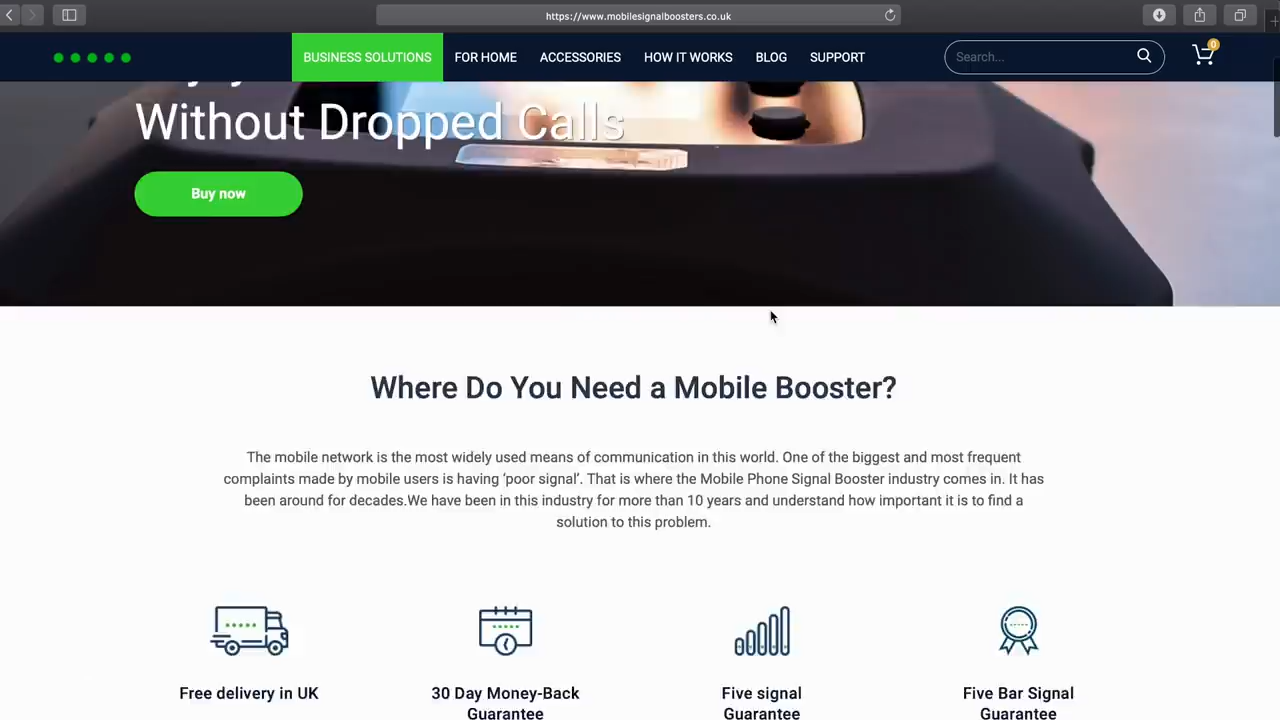 https://www.mobilesignalboosters.co.uk
BUSINESS SOLUTIONS
FOR HOME
ACCESSORIES
HOW IT WORKS
BLOG
SUPPORT
Search...
0
Without Dropped Calls
Buy now
Where Do You Need a Mobile Booster?
The mobile network is the most widely used means of communication in this world. One of the biggest and most frequent
complaints made by mobile users is having ‘poor signal’. That is where the Mobile Phone Signal Booster industry comes in. It has
been around for decades.We have been in this industry for more than 10 years and understand how important it is to find a
solution to this problem.
Free delivery in UK
30 Day Money-Back
Guarantee
Five signal
Guarantee
Five Bar Signal
Guarantee